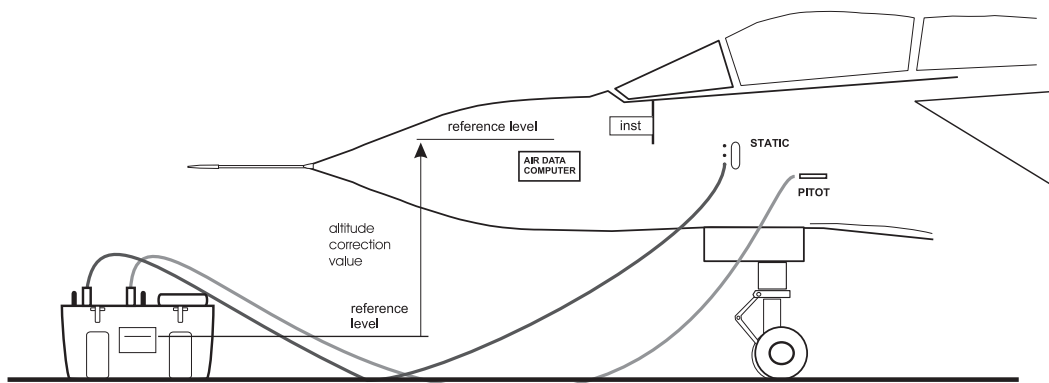 reference level
inst
STATIC
AIR DATA
COMPUTER
PITOT
altitude
correction
value
reference
level